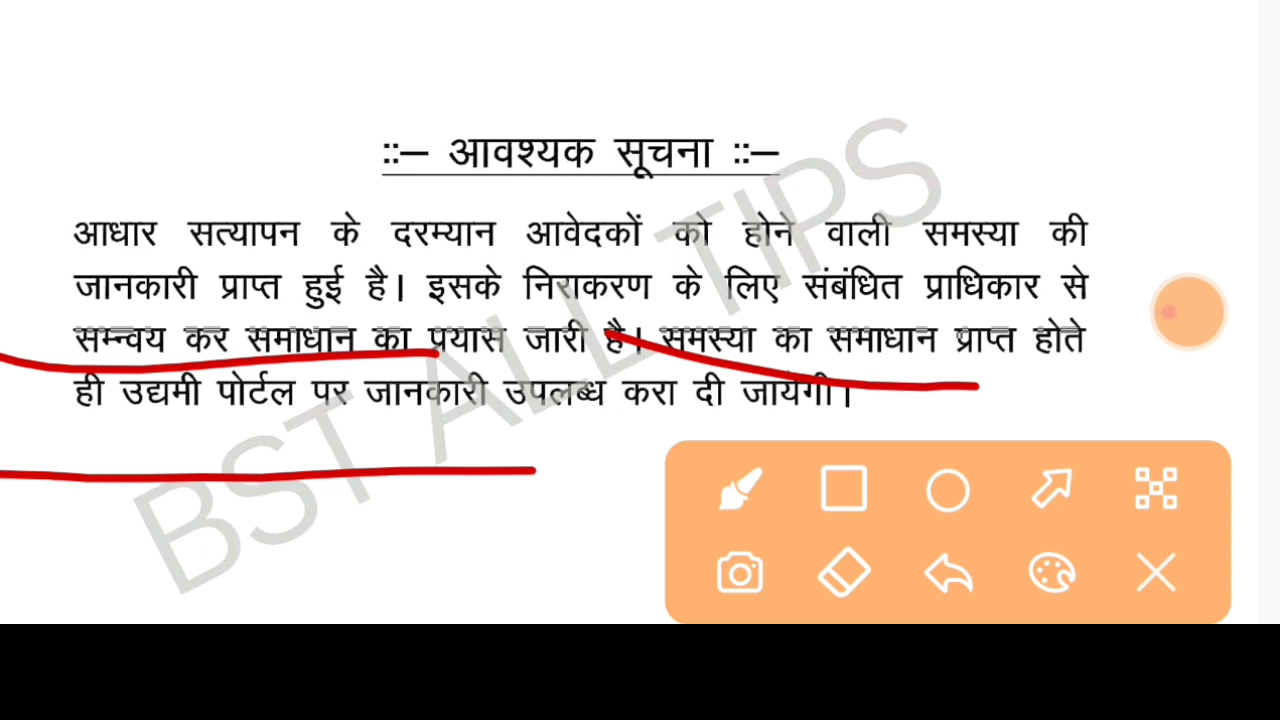 ::— आवश्यक सूचना ::—
आधार सत्यापन के दरम्यान आवेदकों को होने वाली समस्या की
जानकारी प्राप्त हुई है। इसके निराकरण के लिए संबंधित प्राधिकार से
सम्न्वय कर समाधान का प्रयास जारी है। समस्या का समाधान प्राप्त होते
ही उद्यमी पोर्टल पर जानकारी उपलब्ध करा दी जायेगी।
BST ALL TIPS